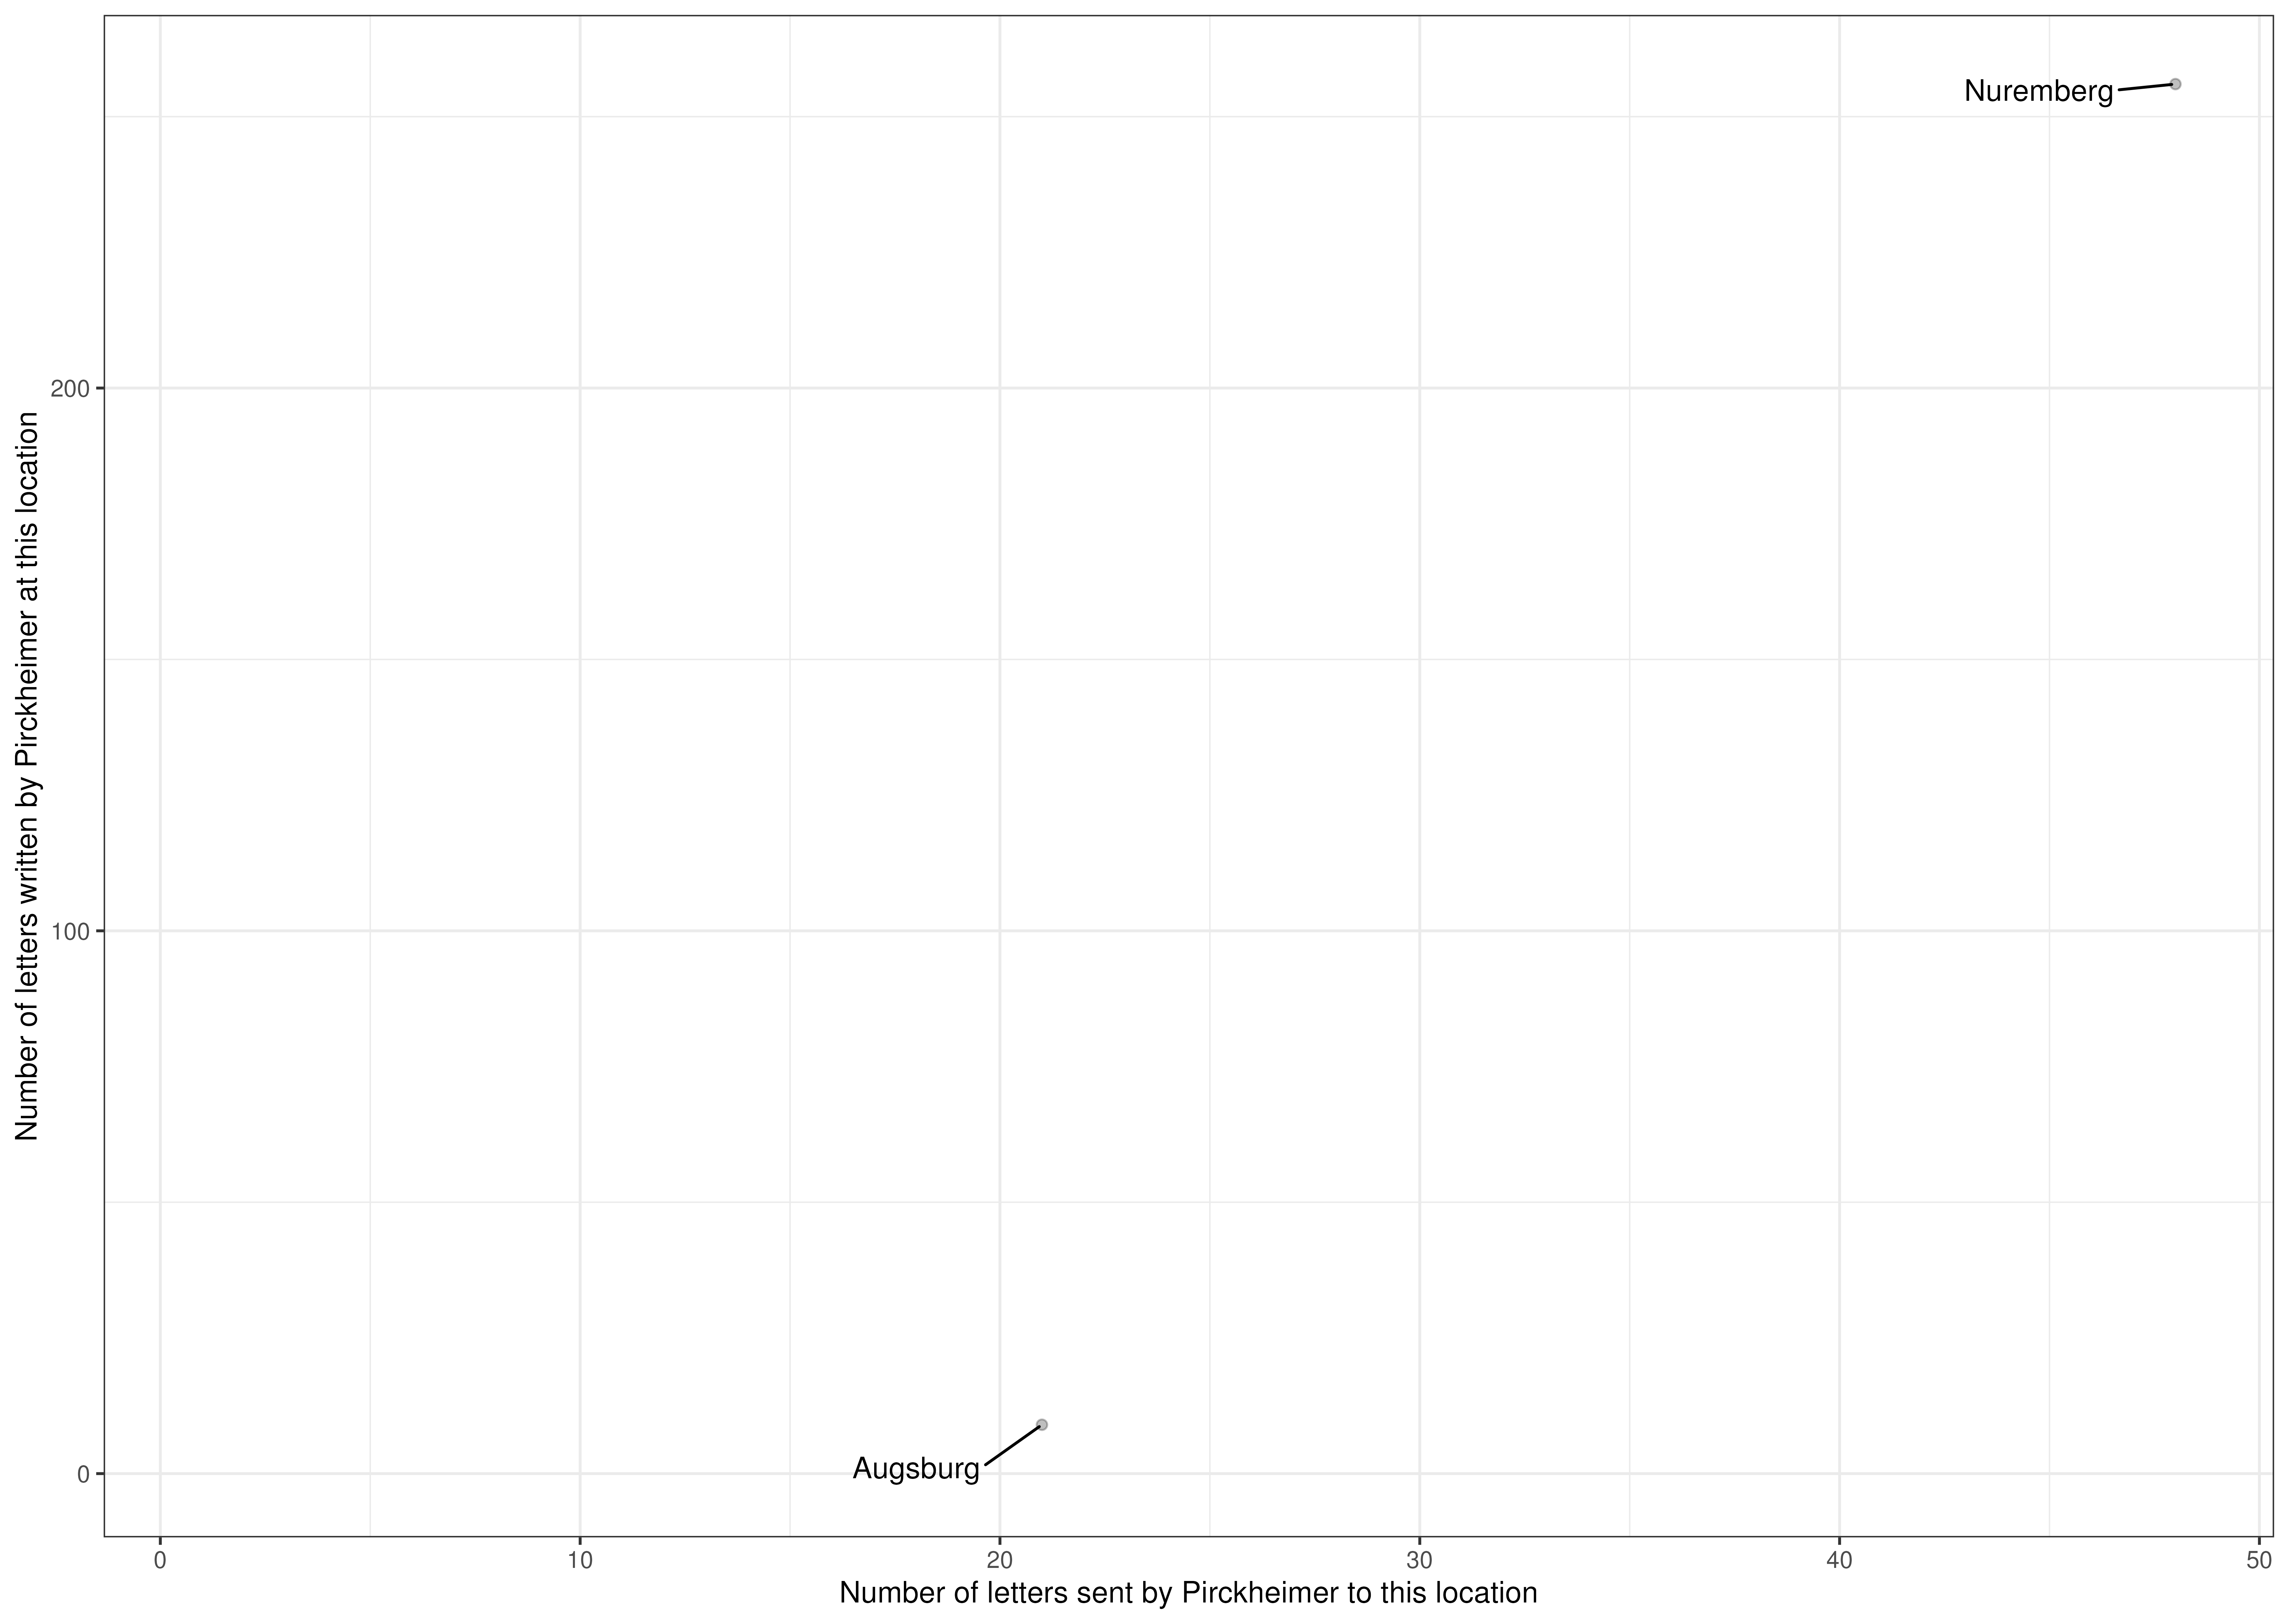 Nuremberg
200
100
0
Augsburg
Number of letters written by Pirckheimer at this location
0 10 20 30 40 50
Number of letters sent by Pirckheimer to this location